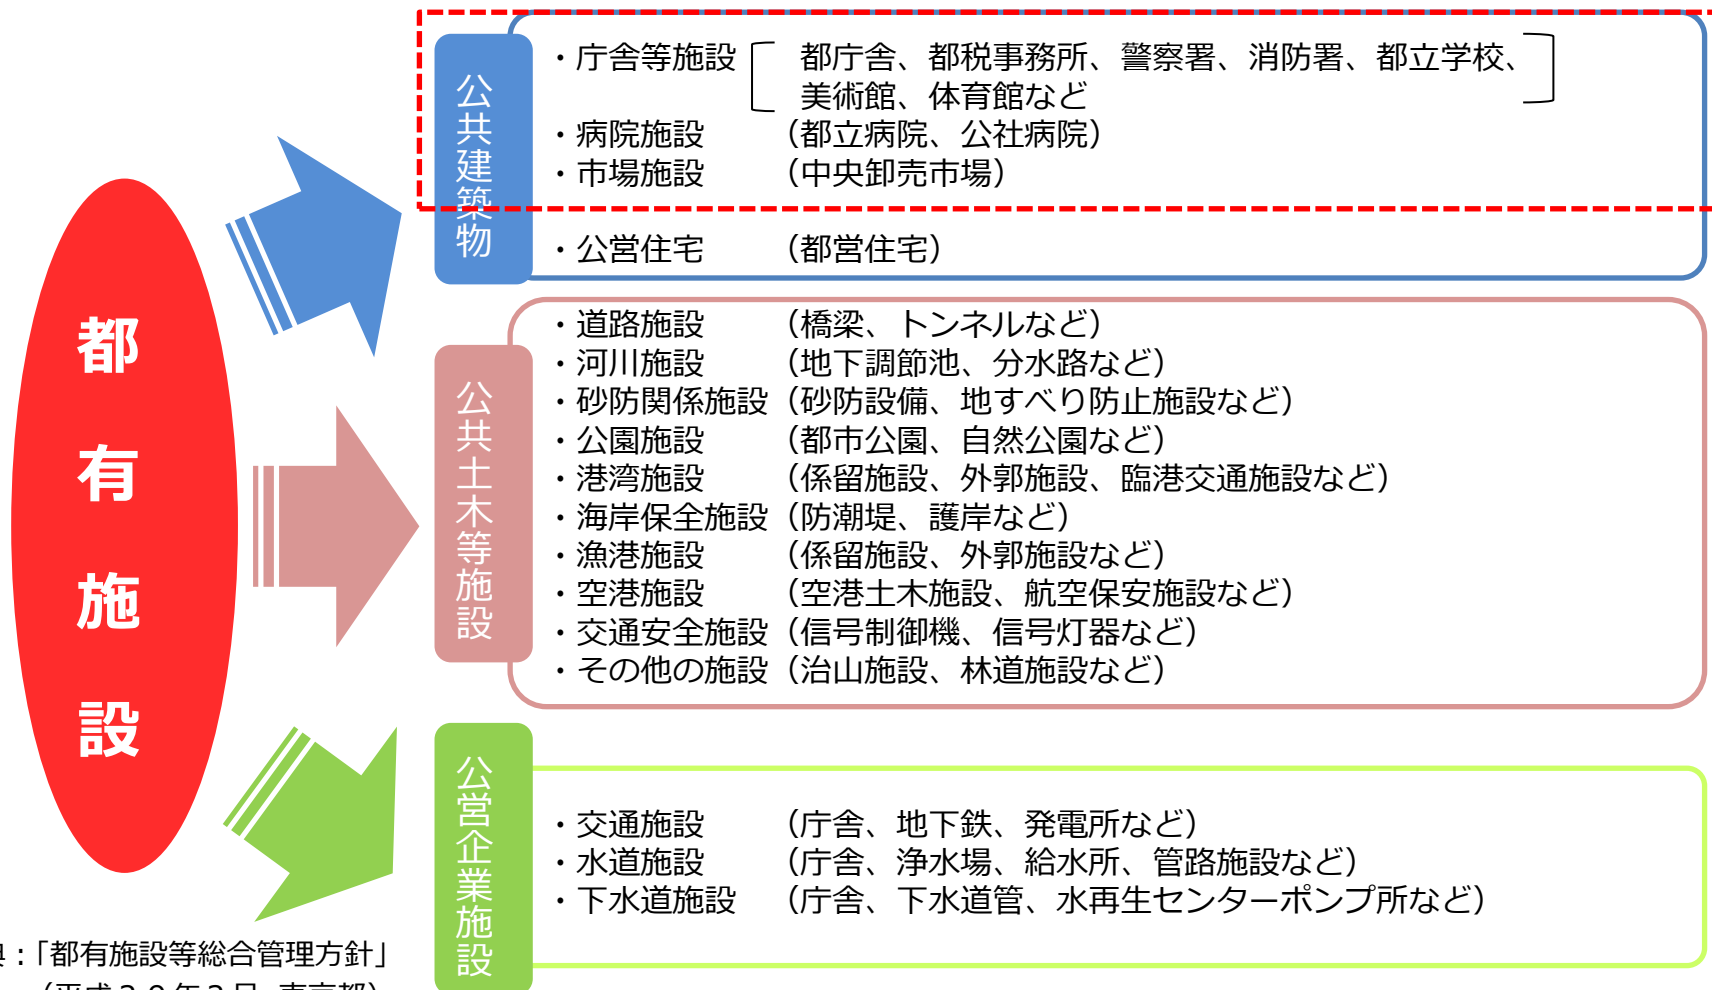 都有施設
公共建築物
・庁舎等施設 都庁舎、都税事務所、警察署、消防署、都立学校、
美術館、体育館など
・病院施設 （都立病院、公社病院）
・市場施設 （中央卸売市場）
・公営住宅 （都営住宅）
公共土木等施設
・道路施設 （橋梁、トンネルなど）
・河川施設 （地下調節池、分水路など）
・砂防関係施設（砂防設備、地すべり防止施設など）
・公園施設 （都市公園、自然公園など）
・港湾施設 （係留施設、外郭施設、臨港交通施設など）
・海岸保全施設（防潮堤、護岸など）
・漁港施設 （係留施設、外郭施設など）
・空港施設 （空港土木施設、航空保安施設など）
・交通安全施設（信号制御機、信号灯器など）
・その他の施設（治山施設、林道施設など）
公営企業施設
・交通施設 （庁舎、地下鉄、発電所など）
・水道施設 （庁舎、浄水場、給水所、管路施設など）
・下水道施設 （庁舎、下水道管、水再生センターポンプ所など）
：「都有施設等総合管理方針」